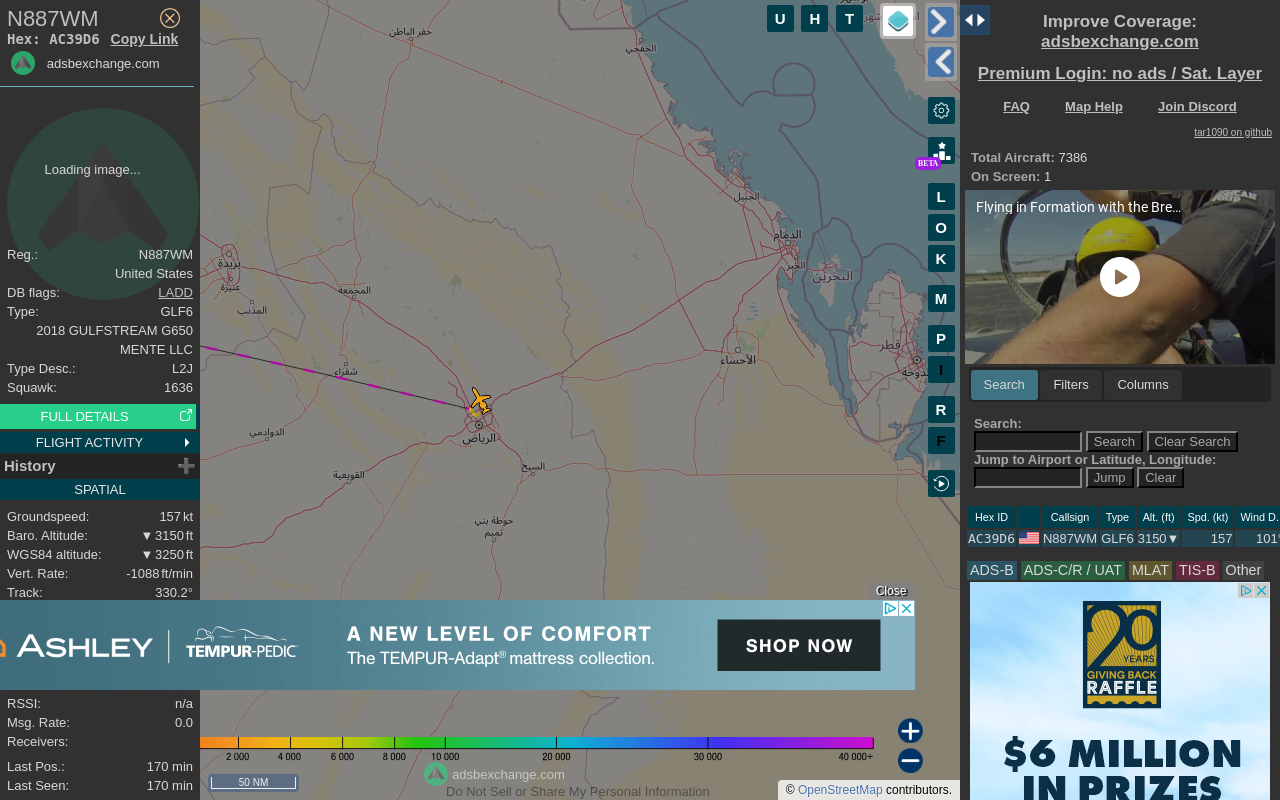 N887WM
Hex: AC39D6 Copy Link
adsbexchange.com
Loading image...
Reg.: N887WM
United States
DB flags: LADD
Type: GLF6
2018 GULFSTREAM G650
MENTE LLC
Type Desc.: L2J
Squawk: 1636
FULL DETAILS
FLIGHT ACTIVITY
History
SPATIAL
Groundspeed: 157 kt
Baro. Altitude: ▼ 3150 ft
WGS84 altitude: ▼ 3250 ft
Vert. Rate: -1088 ft/min
Track: 330.2°
RSSI: n/a
Msg. Rate: 0.0
Receivers:
Last Pos.: 170 min
Last Seen: 170 min
حفر الباطن
الخفجي
الجبيل
الدمام
الخبر
البحرين
بريدة
عنيزة
المذنب
المجمعة
شقراء
الأحساء
قطر
الدوحة
الرياض
الدوادمي
السيح
القويعية
حوطة بني
تميم
U H T
BETA
L
O
K
M
P
I
R
F
Close
ASHLEY
TEMPUR-PEDIC
A NEW LEVEL OF COMFORT
The TEMPUR-Adapt® mattress collection.
SHOP NOW
2 000 4 000 6 000 8 000 10 000 20 000 30 000 40 000+
adsbexchange.com
50 NM
Do Not Sell or Share My Personal Information
© OpenStreetMap contributors.
Improve Coverage:
adsbexchange.com
Premium Login: no ads / Sat. Layer
FAQ Map Help Join Discord
tar1090 on github
Total Aircraft: 7386
On Screen: 1
Flying in Formation with the Bre...
Search Filters Columns
Search:
Search Clear Search
Jump to Airport or Latitude, Longitude:
Jump Clear
Hex ID Callsign Type Alt. (ft) Spd. (kt) Wind D.
AC39D6 N887WM GLF6 3150▼ 157 101°
ADS-B ADS-C/R / UAT MLAT TIS-B Other
20
YEARS
GIVING BACK
RAFFLE
$6 MILLION
IN PRIZES